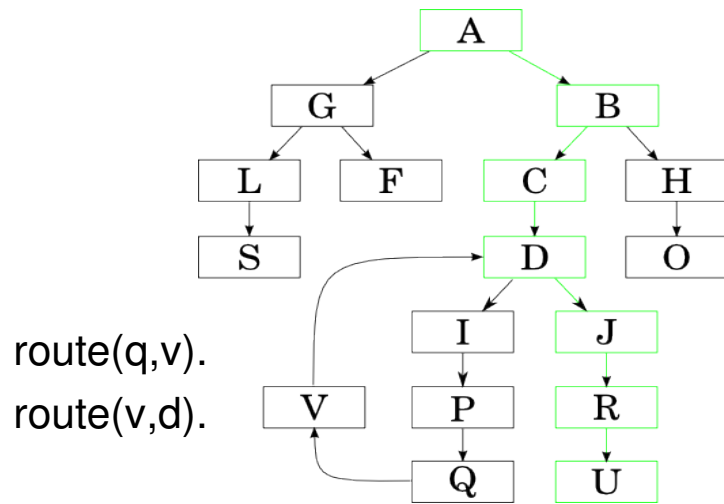 A
G B
L F C H
S D O
I J
route(q,v).
V P R
route(v,d).
Q U